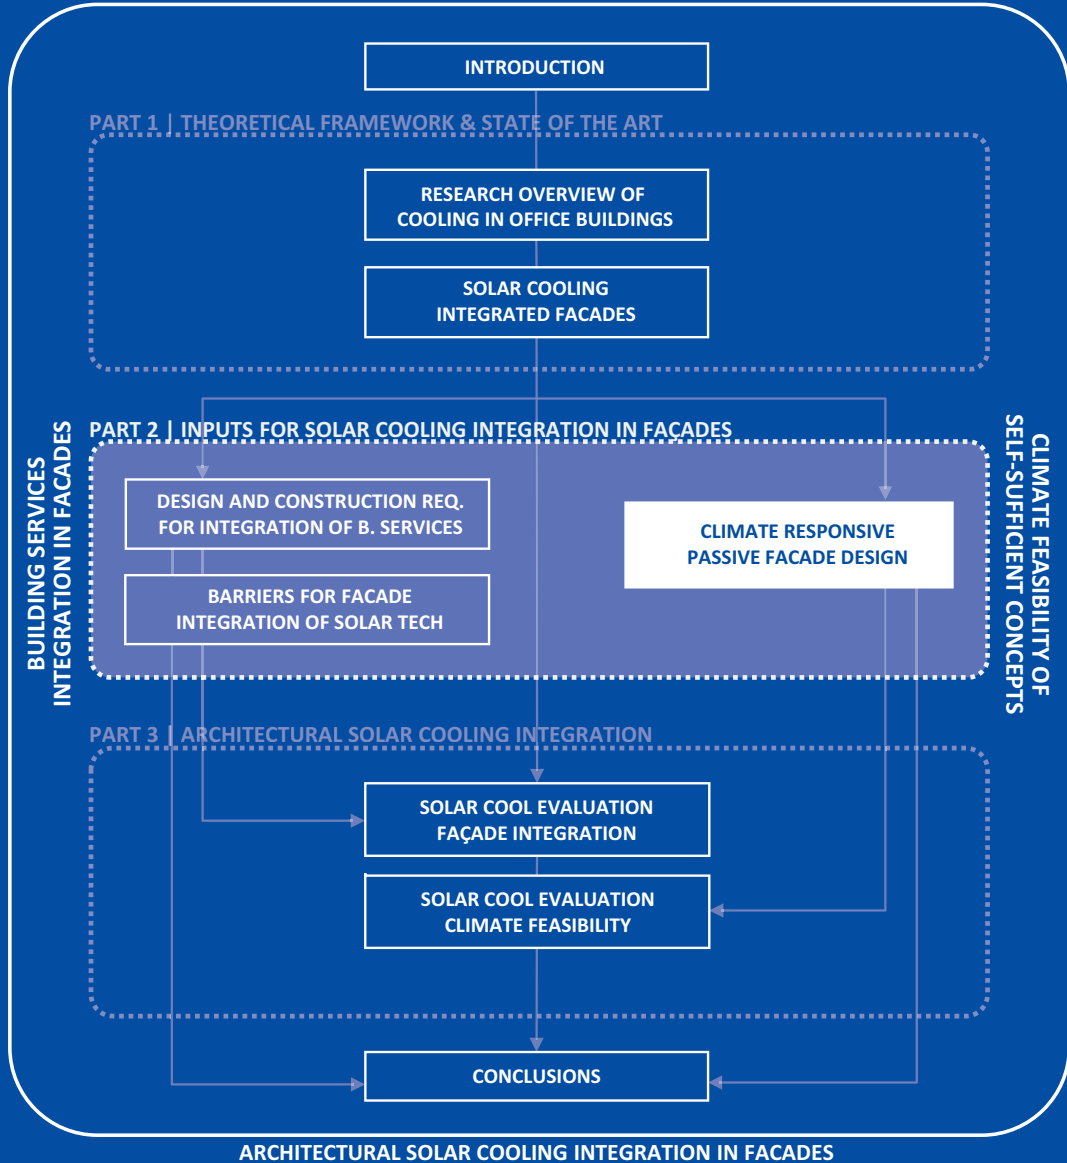 INTRODUCTION
PART 1 | THEORETICAL FRAMEWORK & STATE OF THE ART
RESEARCH OVERVIEW OF
COOLING IN OFFICE BUILDINGS
SOLAR COOLING
INTEGRATED FACADES
BUILDING SERVICES
INTEGRATION IN FACADES
PART 2 | INPUTS FOR SOLAR COOLING INTEGRATION IN FAÇADES
DESIGN AND CONSTRUCTION REQ.
FOR INTEGRATION OF B. SERVICES
BARRIERS FOR FACADE
INTEGRATION OF SOLAR TECH
CLIMATE RESPONSIVE
PASSIVE FACADE DESIGN
CLIMATE FEASIBILITY OF
SELF-SUFFICIENT CONCEPTS
PART 3 | ARCHITECTURAL SOLAR COOLING INTEGRATION
SOLAR COOL EVALUATION
FAÇADE INTEGRATION
SOLAR COOL EVALUATION
CLIMATE FEASIBILITY
CONCLUSIONS
ARCHITECTURAL SOLAR COOLING INTEGRATION IN FACADES